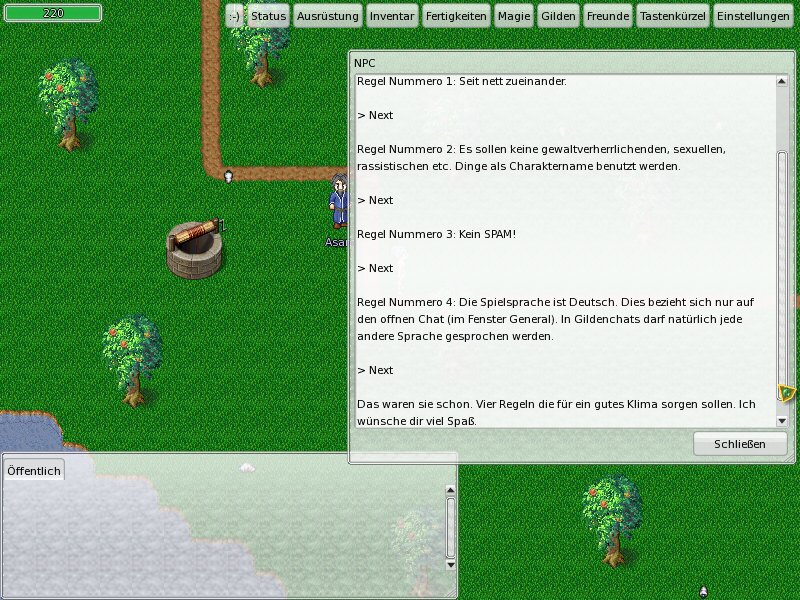 220
:-) Status Ausrüstung Inventar Fertigkeiten Magie Gilden Freunde Tastenkürzel Einstellungen
NPC
Regel Nummero 1: Seit nett zueinander.
> Next
Regel Nummero 2: Es sollen keine gewaltverherrlichenden, sexuellen,
rassistischen etc. Dinge als Charaktername benutzt werden.
> Next
Regel Nummero 3: Kein SPAM!
> Next
Regel Nummero 4: Die Spielsprache ist Deutsch. Dies bezieht sich nur auf
den offnen Chat (im Fenster General). In Gildenchats darf natürlich jede
andere Sprache gesprochen werden.
> Next
Das waren sie schon. Vier Regeln die für ein gutes Klima sorgen sollen. Ich
wünsche dir viel Spaß.
Schließen
Öffentlich